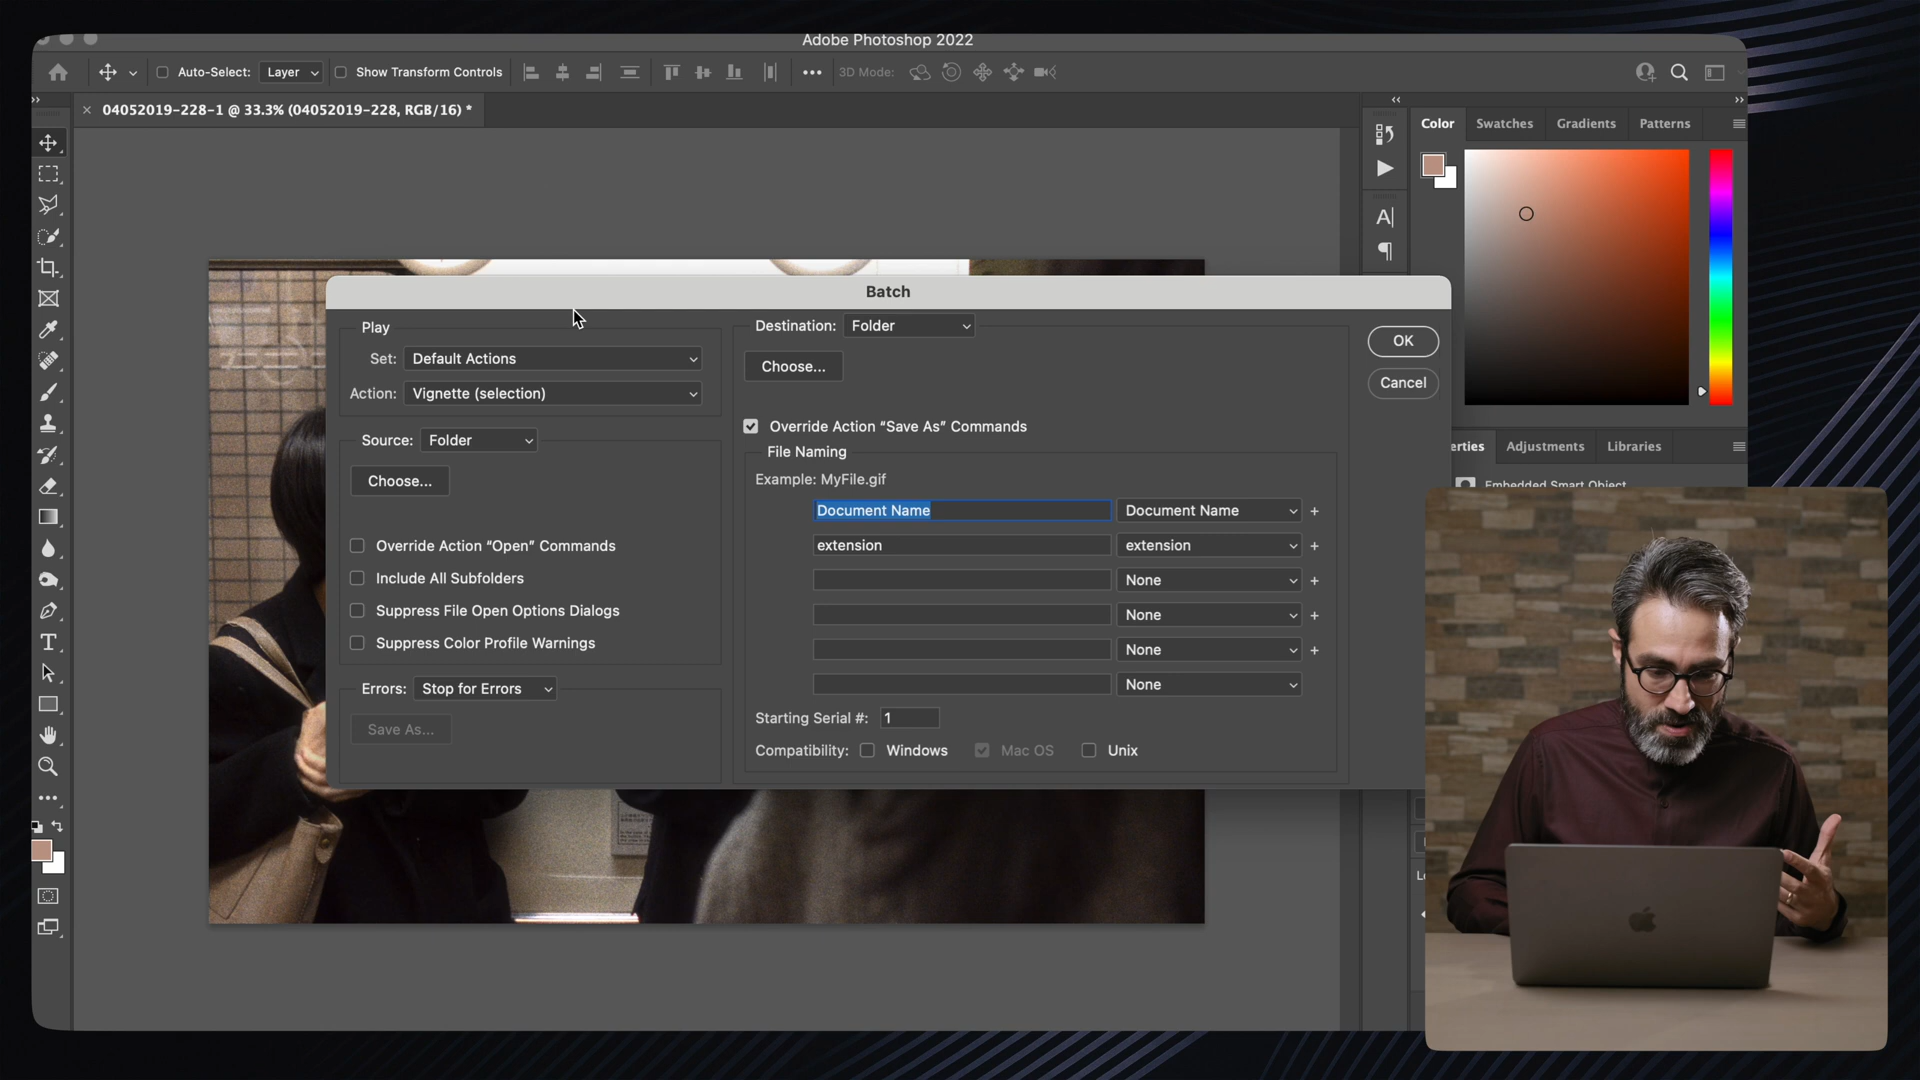 Adobe Photoshop 2022
Auto-Select: Layer Show Transform Controls 3D Mode:
04052019-228-1 @ 33.3% (04052019-228, RGB/16) *
Color Swatches Gradients Patterns
Batch
Play
Set: Default Actions
Action: Vignette (selection)
Source: Folder
Choose...
Override Action “Open” Commands
Include All Subfolders
Suppress File Open Options Dialogs
Suppress Color Profile Warnings
Errors: Stop for Errors
Save As...
Destination: Folder
Choose...
Override Action “Save As” Commands
File Naming
Example: MyFile.gif
Document Name Document Name +
extension extension +
None +
None +
None +
None
Starting Serial #: 1
Compatibility: Windows Mac OS Unix
OK
Cancel
erties Adjustments Libraries
Embedded Smart Object